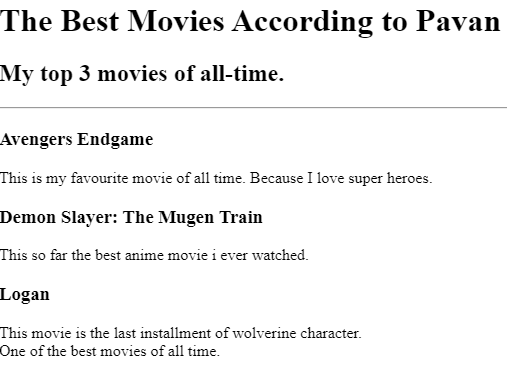 The Best Movies According to Pavan
My top 3 movies of all-time.
Avengers Endgame
This is my favourite movie of all time. Because I love super heroes.
Demon Slayer: The Mugen Train
This so far the best anime movie i ever watched.
Logan
This movie is the last installment of wolverine character.
One of the best movies of all time.